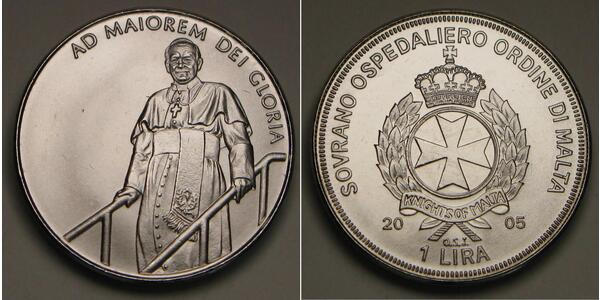 AD MAIOREM DEI GLORIA
SOVRANO OSPEDALIERO ORDINE DI MALTA
KNIGHTS OF MALTA
20 05
O.S.J.
1 LIRA